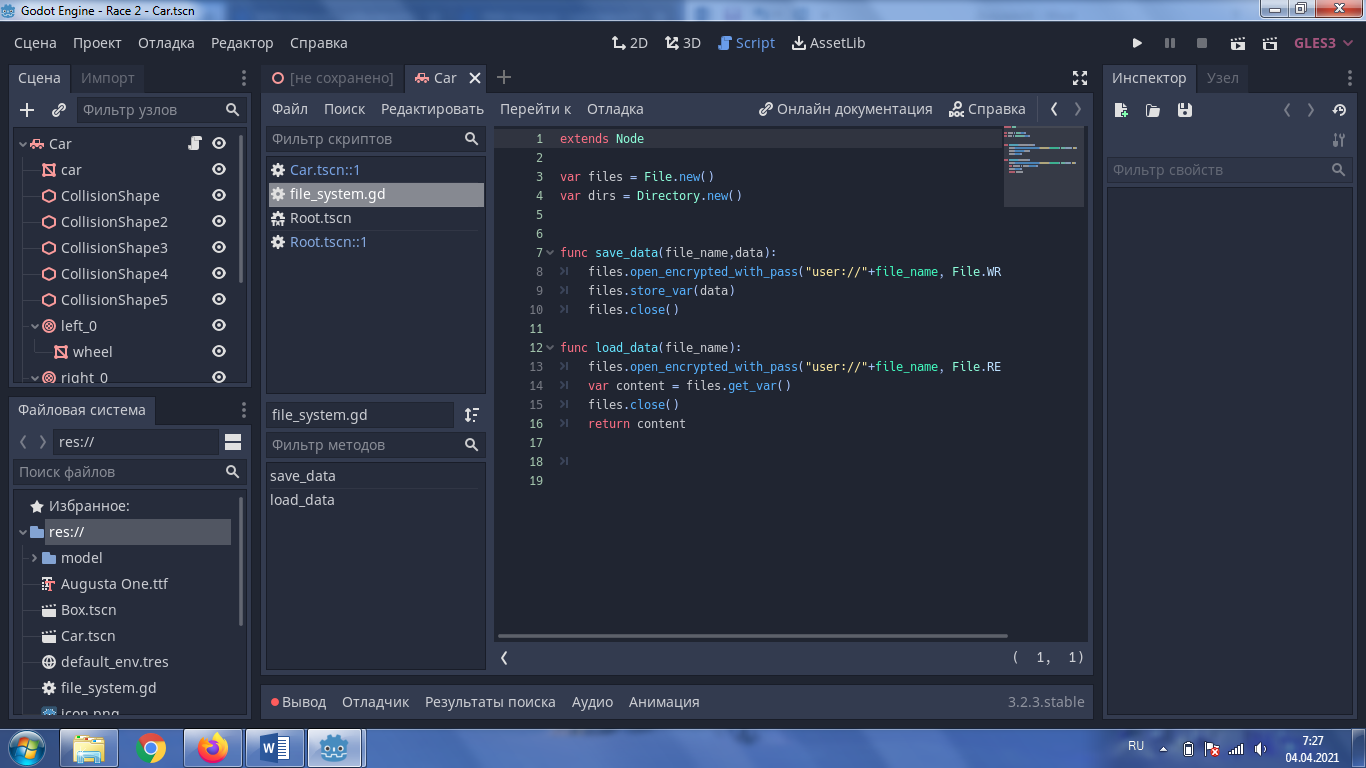 Godot Engine - Race 2 - Car.tscn
Сцена Проект Отладка Редактор Справка
2D 3D Script AssetLib
GLES3
Сцена Импорт
Фильтр узлов
Car
car
CollisionShape
CollisionShape2
CollisionShape3
CollisionShape4
CollisionShape5
left_0
wheel
right_0
Файловая система
res://
Поиск файлов
Избранное:
res://
model
Augusta One.ttf
Box.tscn
Car.tscn
default_env.tres
file_system.gd
icon.png
[не сохранено] Car
Файл Поиск Редактировать Перейти к Отладка Онлайн документация Справка
Фильтр скриптов
Car.tscn::1
file_system.gd
Root.tscn
Root.tscn::1
file_system.gd
Фильтр методов
save_data
load_data
1 extends Node
2
3 var files = File.new()
4 var dirs = Directory.new()
5
6
7 func save_data(file_name,data):
8 files.open_encrypted_with_pass("user://"+file_name, File.WR
9 files.store_var(data)
10 files.close()
11
12 func load_data(file_name):
13 files.open_encrypted_with_pass("user://"+file_name, File.RE
14 var content = files.get_var()
15 files.close()
16 return content
17
18
19
( 1, 1)
Вывод Отладчик Результаты поиска Аудио Анимация 3.2.3.stable
Инспектор Узел
Фильтр свойств
RU
7:27
04.04.2021